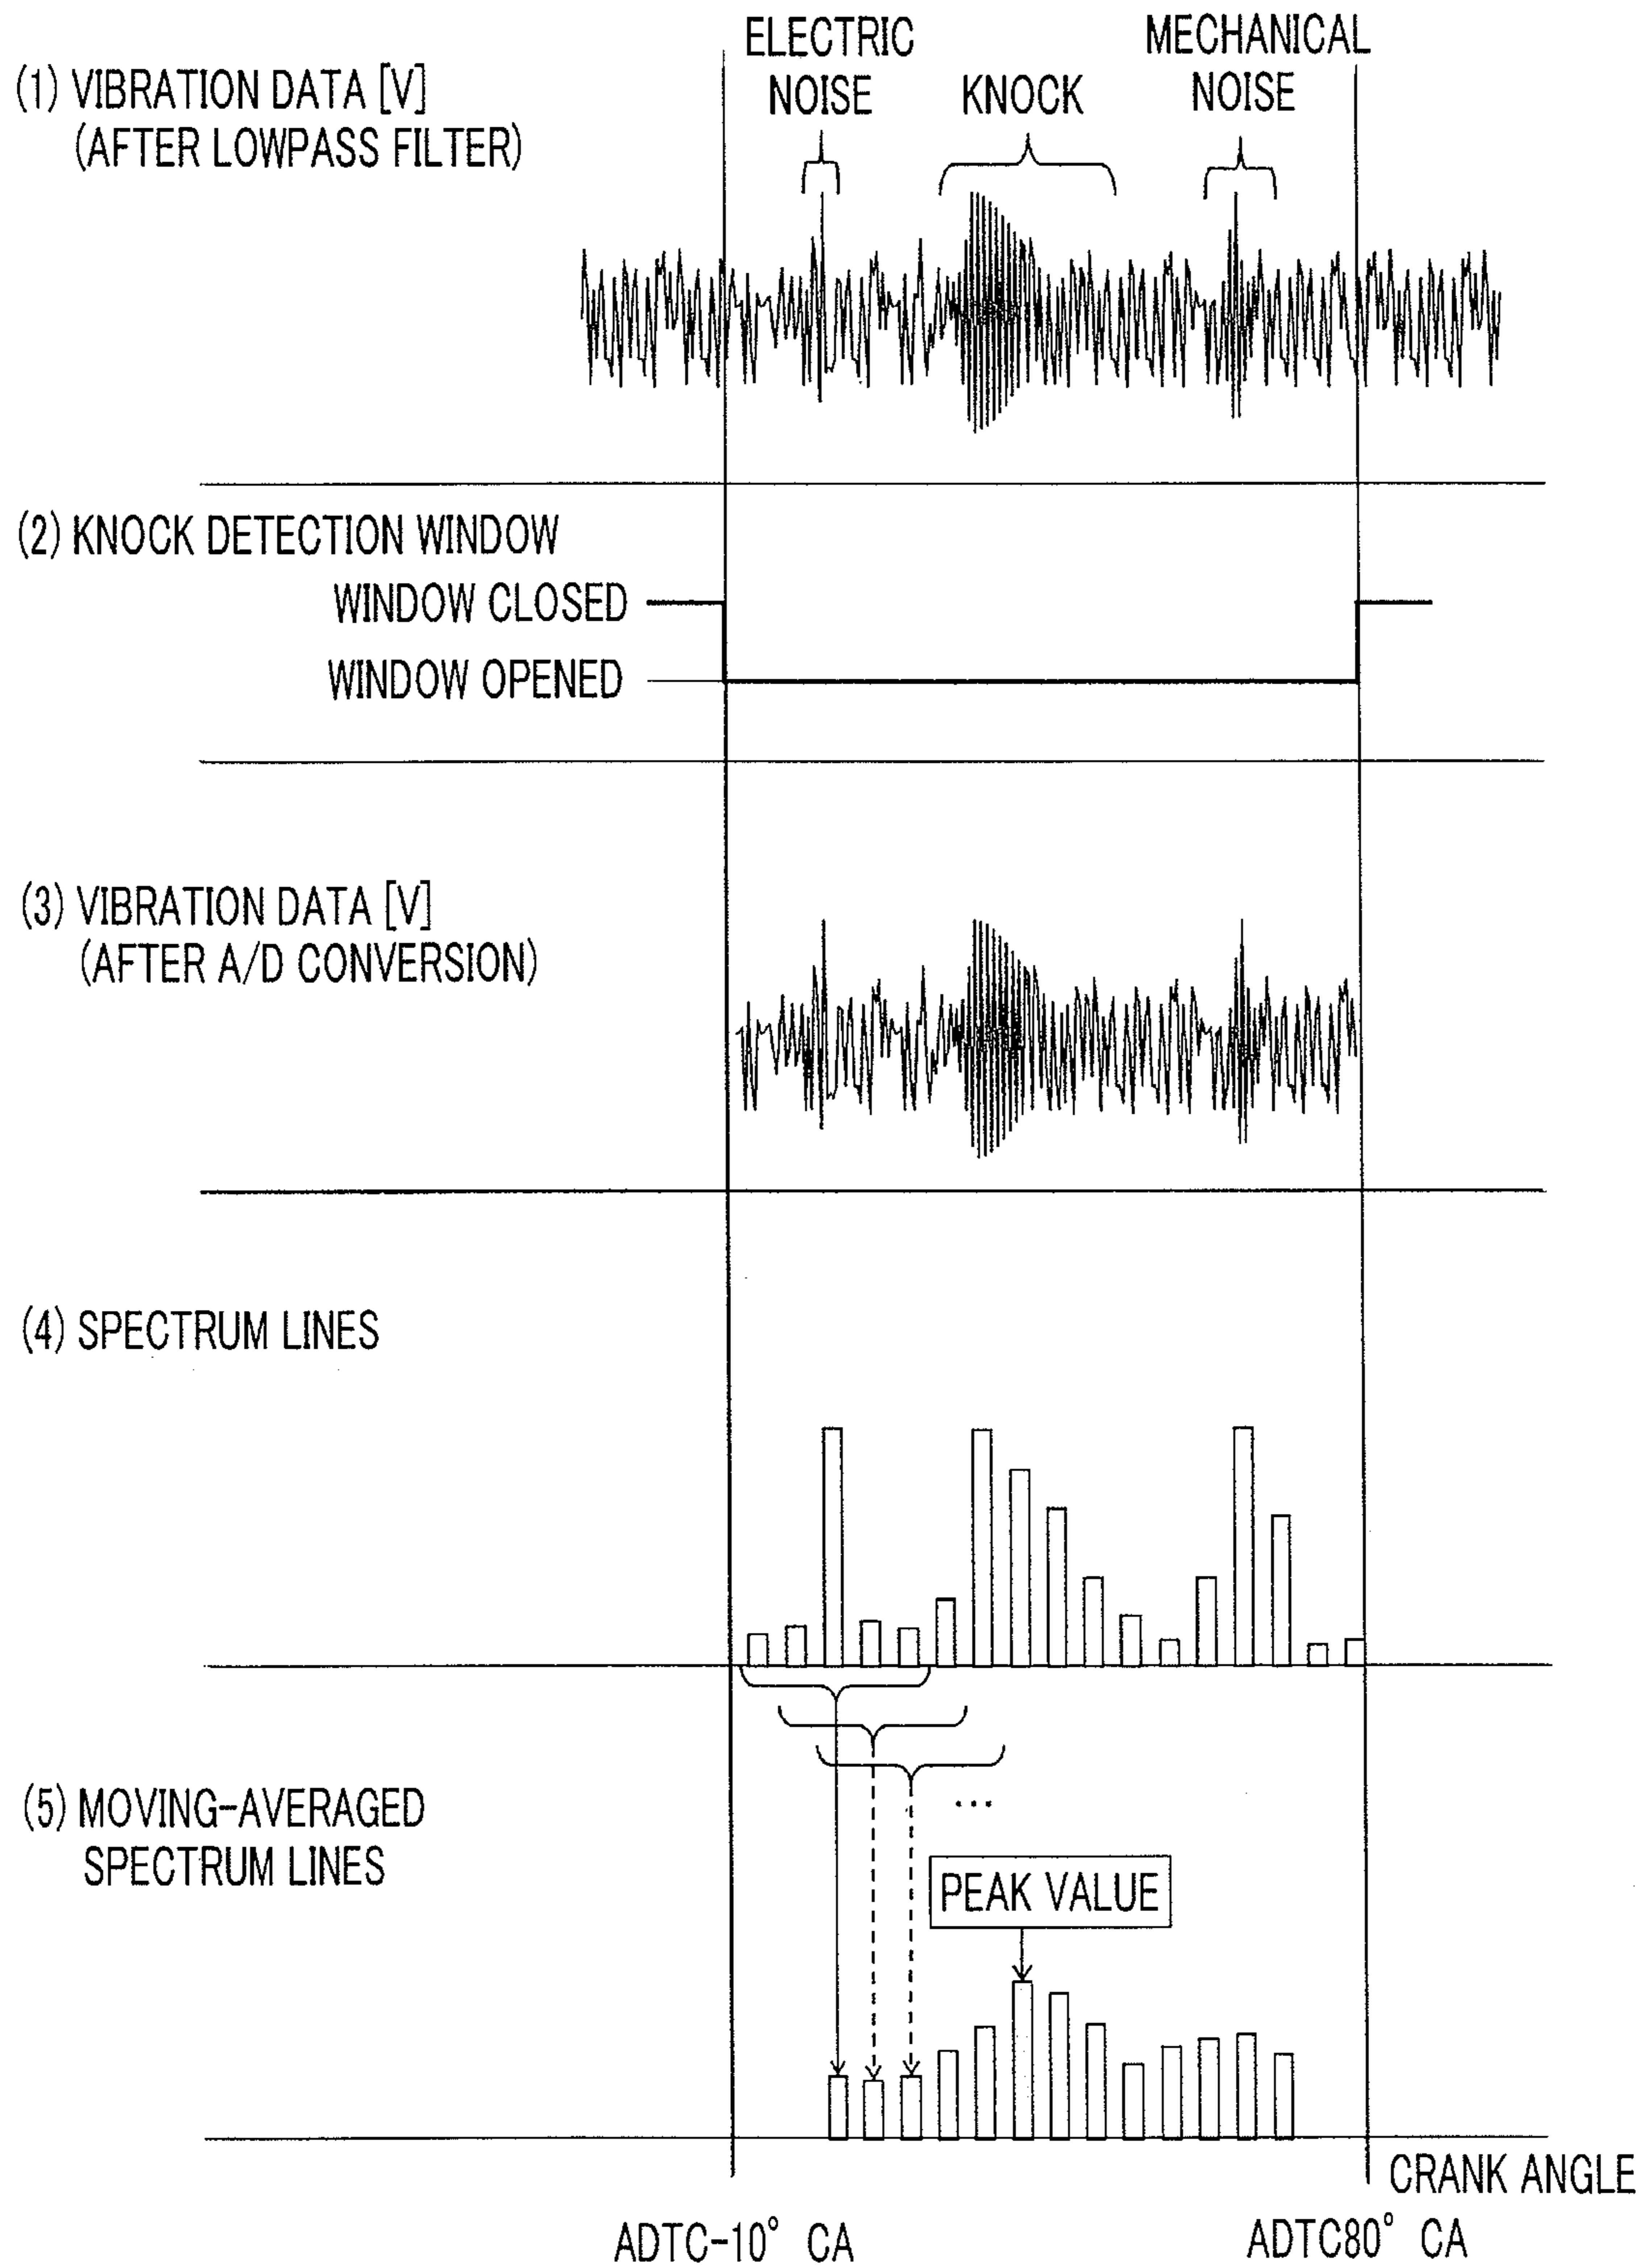 ELECTRIC
NOISE
KNOCK
MECHANICAL
NOISE
(1) VIBRATION DATA [V]
(AFTER LOWPASS FILTER)
(2) KNOCK DETECTION WINDOW
WINDOW CLOSED
WINDOW OPENED
(3) VIBRATION DATA [V]
(AFTER A/D CONVERSION)
(4) SPECTRUM LINES
(5) MOVING-AVERAGED
SPECTRUM LINES
...
PEAK VALUE
CRANK ANGLE
ADTC-10° CA
ADTC80° CA